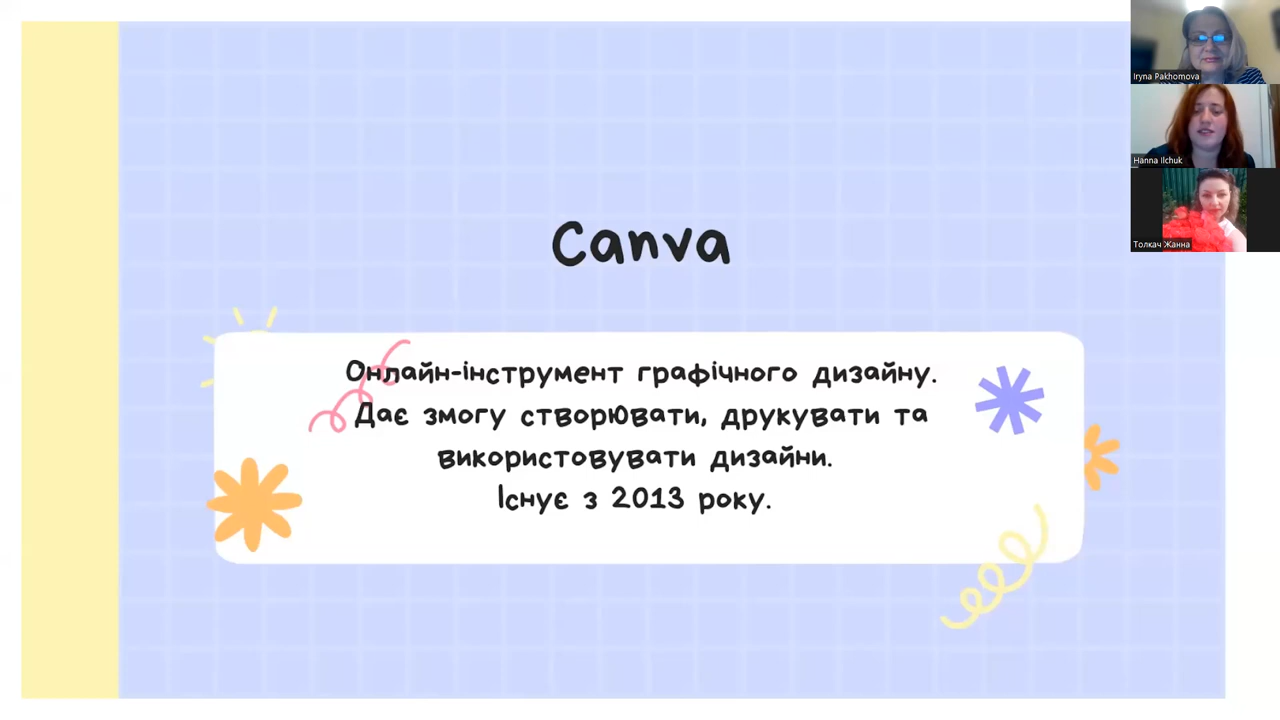 Canva
Онлайн-інструмент графічного дизайну.
Дає змогу створювати, друкувати та
використовувати дизайни.
Існує з 2013 року.
Iryna Pakhomova
Hanna Ilchuk
Толкач Жанна